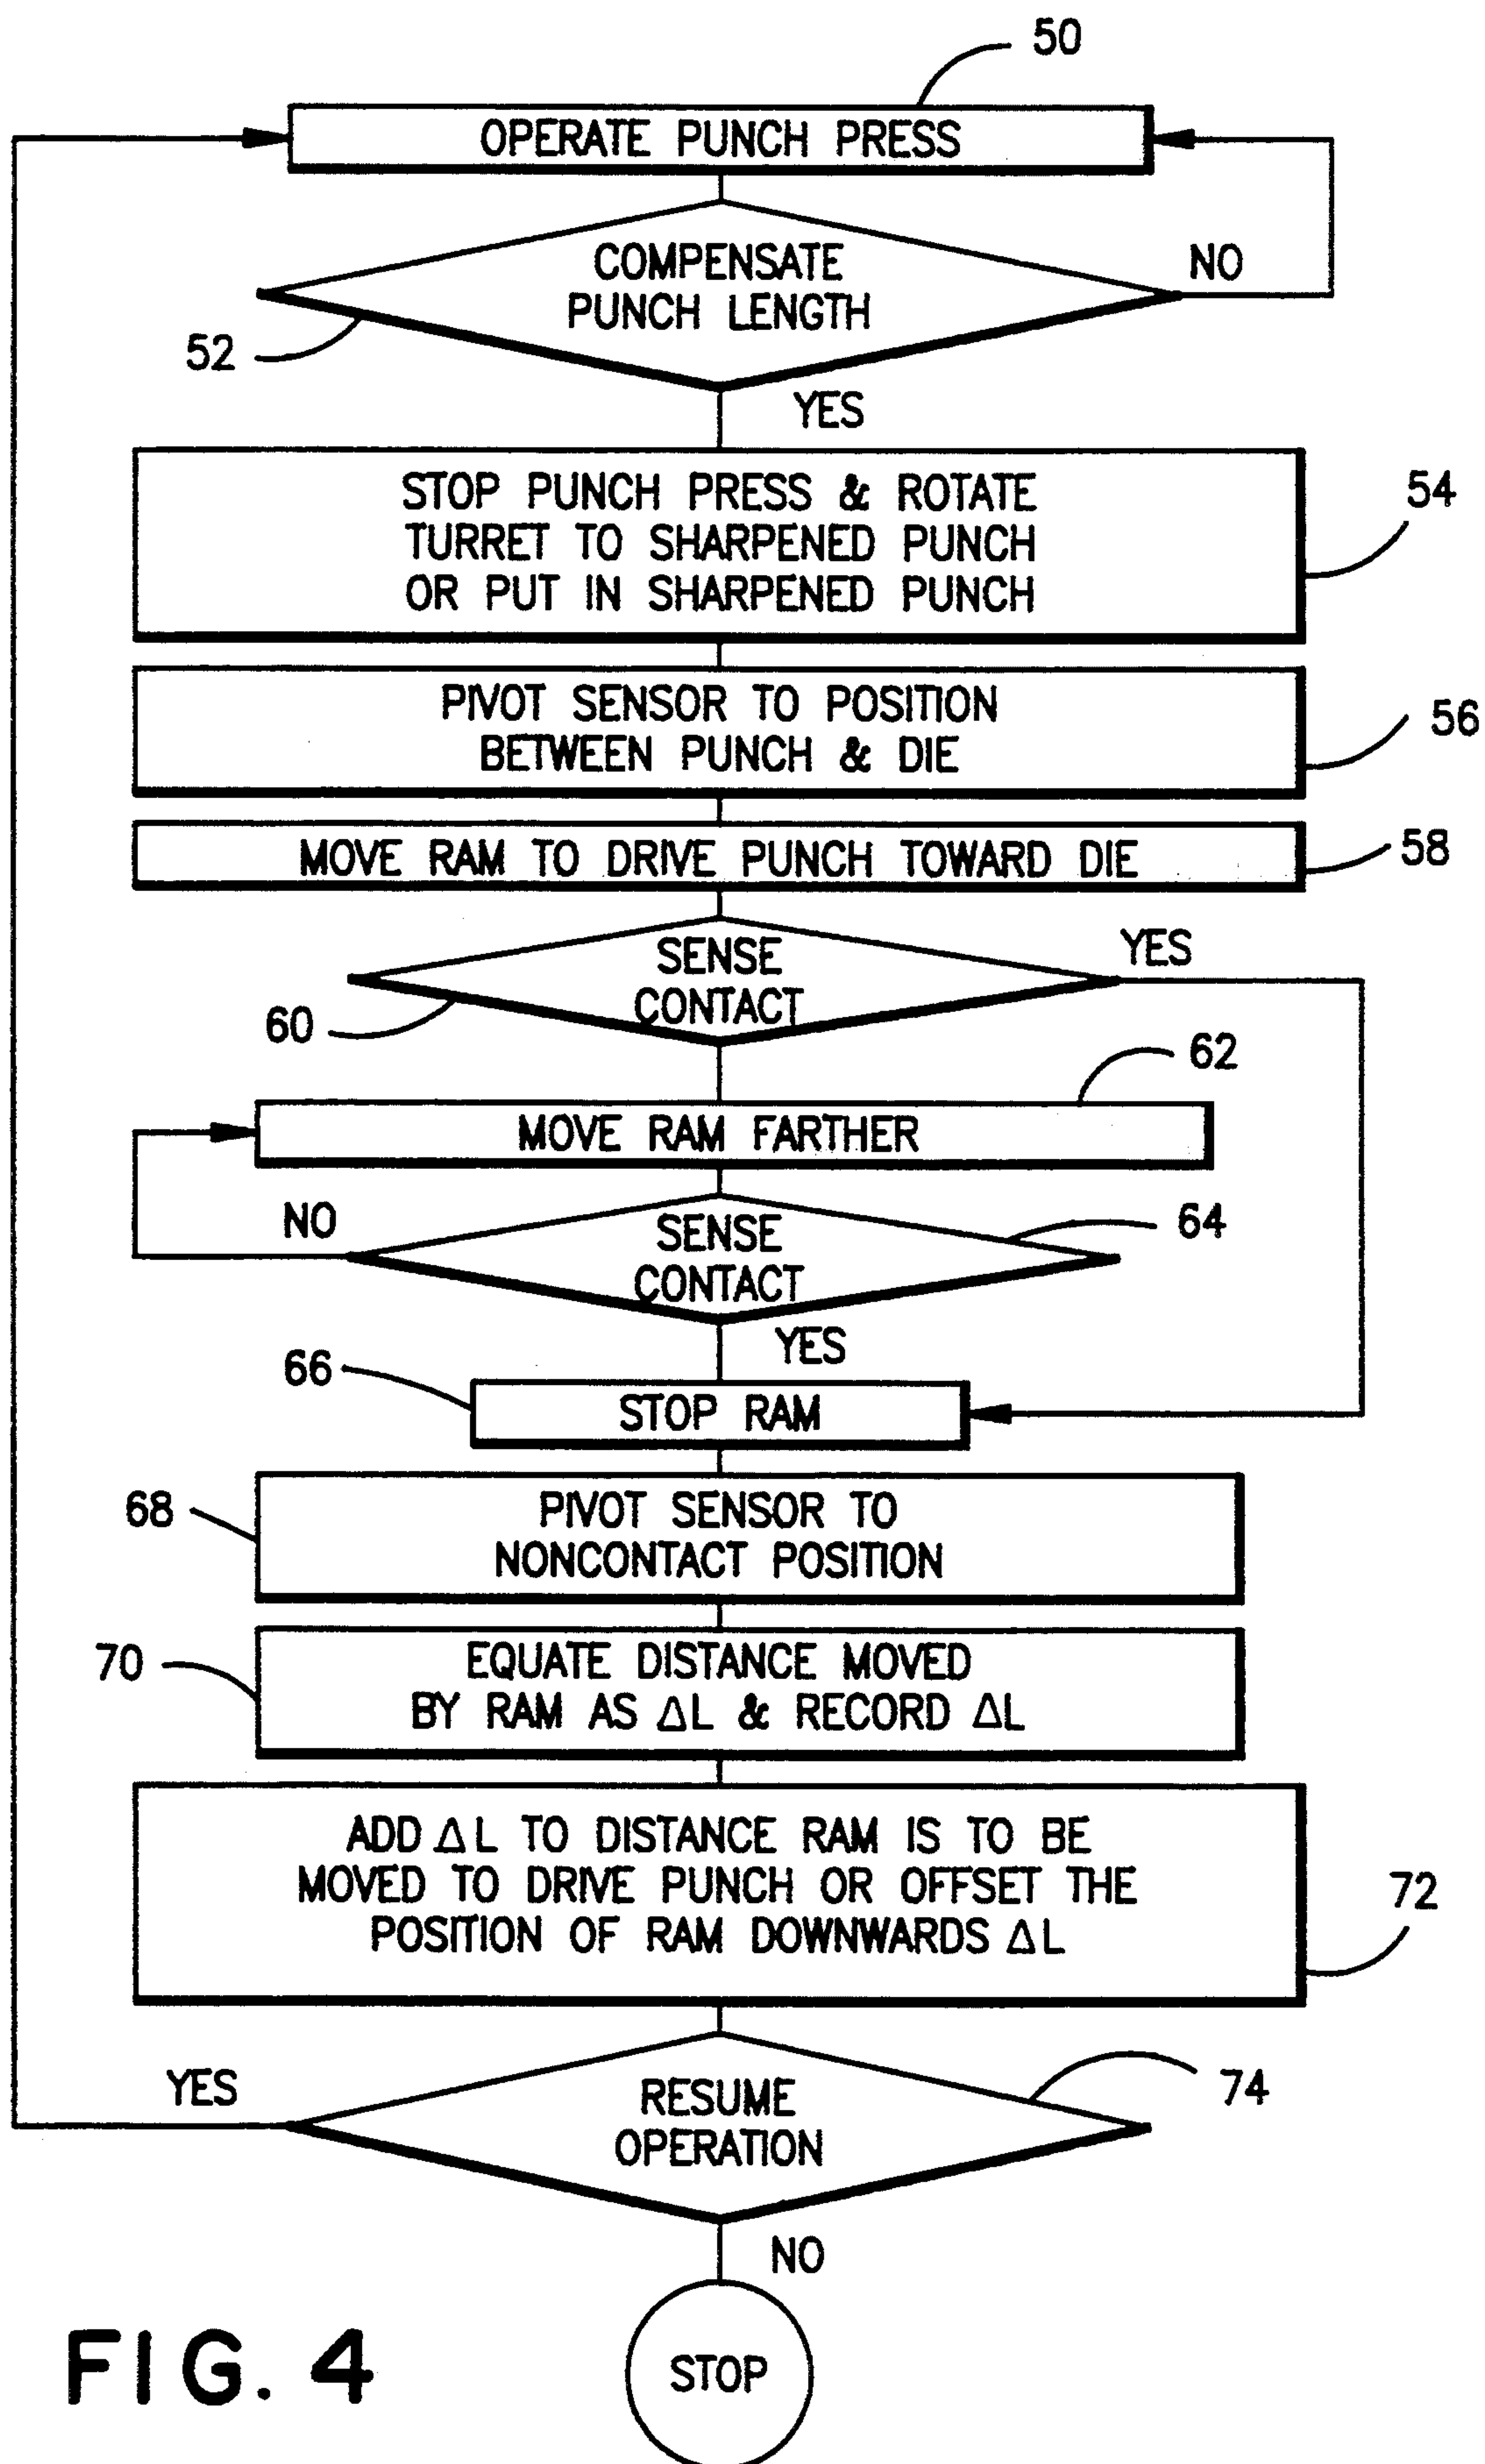 50
OPERATE PUNCH PRESS
COMPENSATE
PUNCH LENGTH
NO
52
YES
STOP PUNCH PRESS & ROTATE
TURRET TO SHARPENED PUNCH
OR PUT IN SHARPENED PUNCH
54
PIVOT SENSOR TO POSITION
BETWEEN PUNCH & DIE
56
MOVE RAM TO DRIVE PUNCH TOWARD DIE
58
SENSE
CONTACT
YES
60
62
MOVE RAM FARTHER
NO
SENSE
CONTACT
64
YES
66
STOP RAM
68
PIVOT SENSOR TO
NONCONTACT POSITION
70
EQUATE DISTANCE MOVED
BY RAM AS ΔL & RECORD ΔL
ADD ΔL TO DISTANCE RAM IS TO BE
MOVED TO DRIVE PUNCH OR OFFSET THE
POSITION OF RAM DOWNWARDS ΔL
72
YES
RESUME
OPERATION
74
NO
STOP
FIG. 4